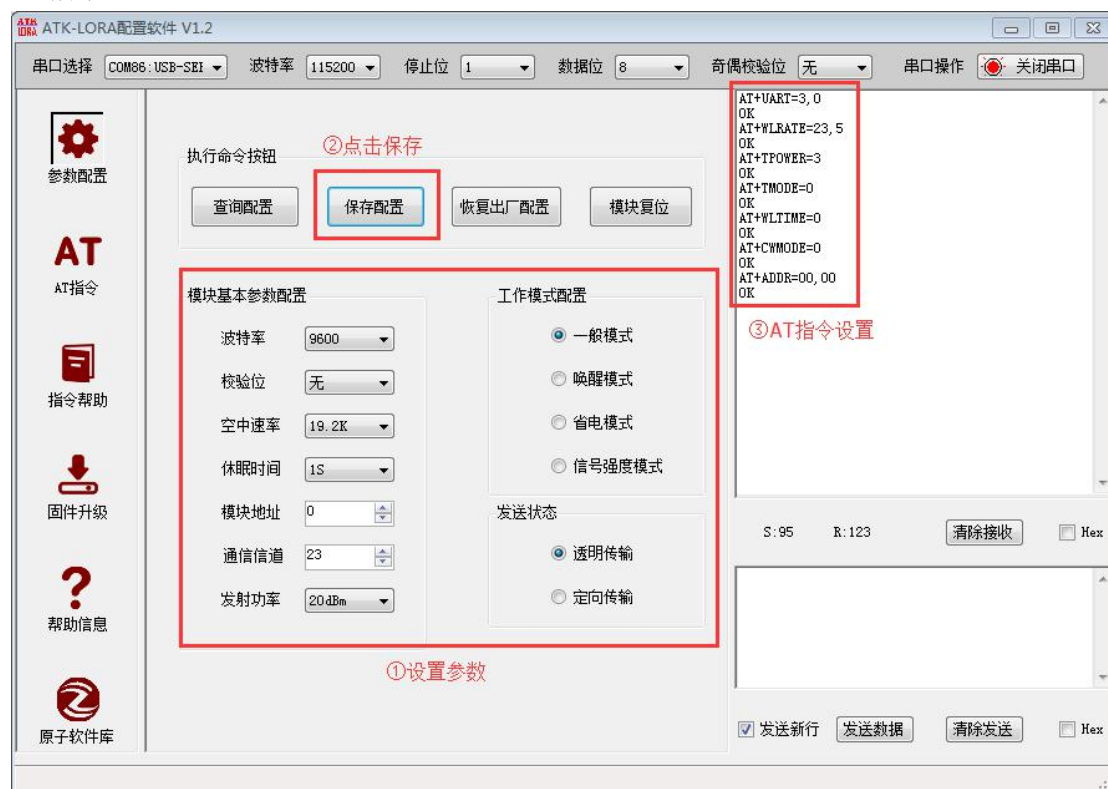 ATK LORA ATK-LORA配置软件 V1.2
串口选择 COM86:USB-SEI 波特率 115200 停止位 1 数据位 8 奇偶校验位 无 串口操作 关闭串口
参数配置
AT
AT指令
指令帮助
固件升级
帮助信息
原子软件库
执行命令按钮
②点击保存
查询配置 保存配置 恢复出厂配置 模块复位
模块基本参数配置
波特率 9600
校验位 无
空中速率 19.2K
休眠时间 1S
模块地址 0
通信信道 23
发射功率 20dBm
工作模式配置
一般模式
唤醒模式
省电模式
信号强度模式
发送状态
透明传输
定向传输
①设置参数
AT+UART=3,0
OK
AT+WLRATE=23,5
OK
AT+TPOWER=3
OK
AT+TMODE=0
OK
AT+WLTIME=0
OK
AT+CWMODE=0
OK
AT+ADDR=00,00
OK
③AT指令设置
S:95 R:123 清除接收 Hex
发送新行 发送数据 清除发送 Hex